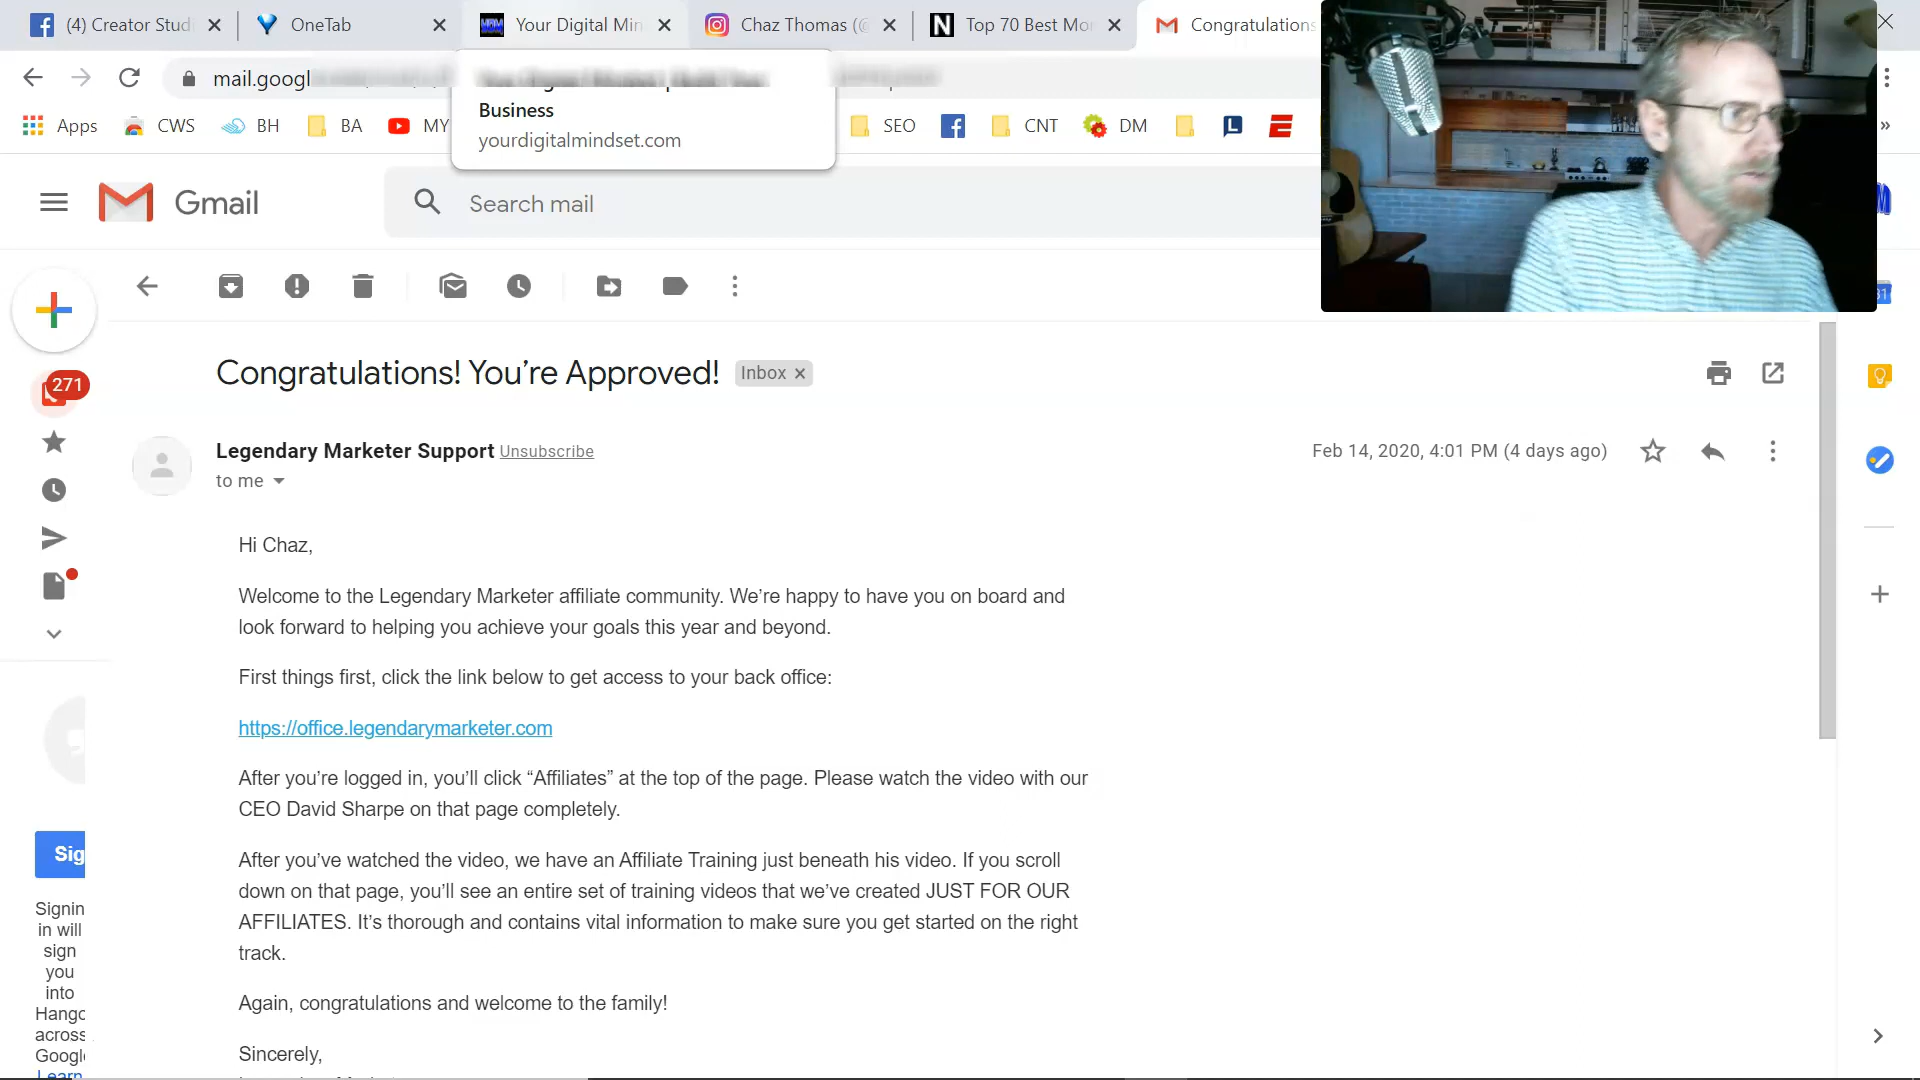 (4) Creator Studi
OneTab
Your Digital Min
Chaz Thomas (@
Top 70 Best Mo
Congratulations
mail.googl
Business
yourdigitalmindset.com
Apps
CWS
BH
BA
MY
SEO
CNT
DM
Gmail
Search mail
Congratulations! You’re Approved!
Inbox
271
Legendary Marketer Support Unsubscribe
Feb 14, 2020, 4:01 PM (4 days ago)
to me
Hi Chaz,
Welcome to the Legendary Marketer affiliate community. We’re happy to have you on board and
look forward to helping you achieve your goals this year and beyond.
First things first, click the link below to get access to your back office:
https://office.legendarymarketer.com
After you’re logged in, you’ll click “Affiliates” at the top of the page. Please watch the video with our
CEO David Sharpe on that page completely.
After you’ve watched the video, we have an Affiliate Training just beneath his video. If you scroll
down on that page, you’ll see an entire set of training videos that we’ve created JUST FOR OUR
AFFILIATES. It’s thorough and contains vital information to make sure you get started on the right
track.
Again, congratulations and welcome to the family!
Sincerely,
Sig
Signin
in will
sign
you
into
Hango
across
Google
Learn